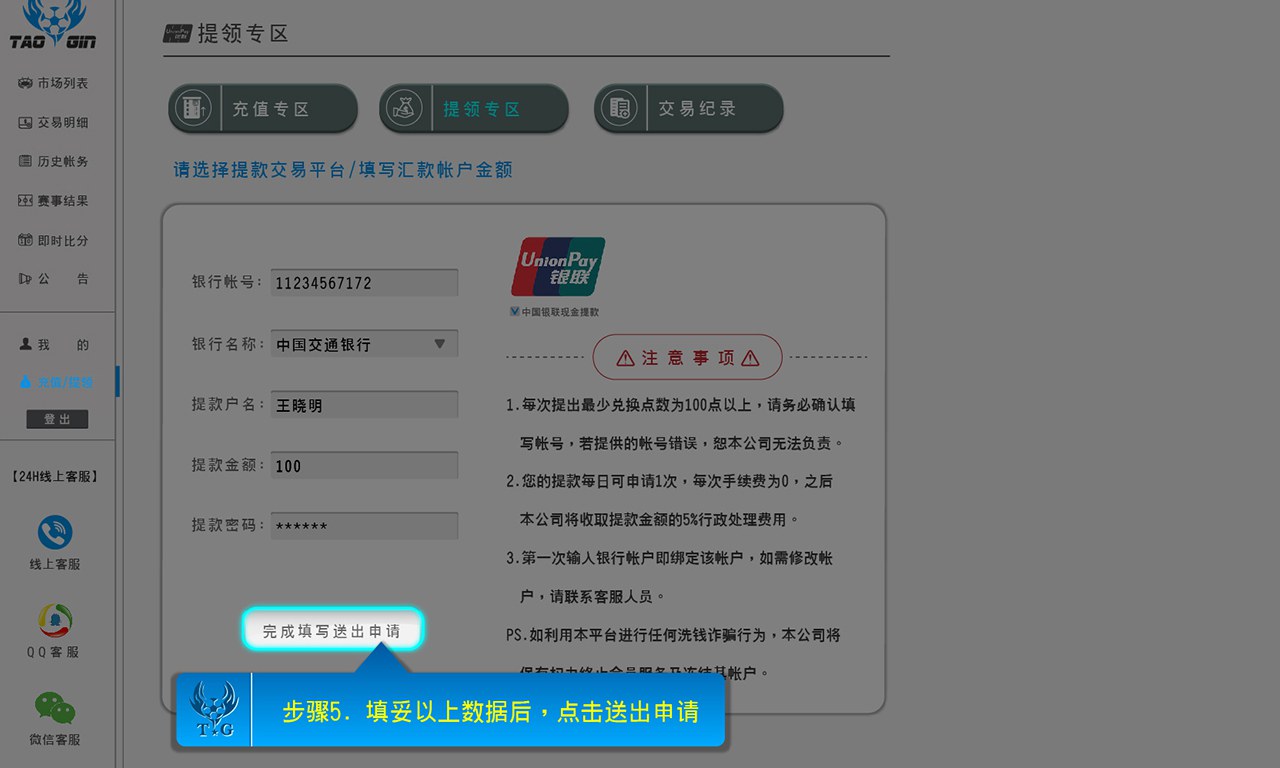 TAO GIN
市场列表
交易明细
历史帐务
赛事结果
即时比分
公 告
我 的
充值/提领
登出
【24H线上客服】
线上客服
QQ客服
微信客服
UnionPay
银联
提领专区
充值专区
提领专区
交易纪录
请选择提款交易平台/填写汇款帐户金额
银行帐号: 11234567172
银行名称: 中国交通银行
提款户名: 王晓明
提款金额: 100
提款密码: ******
完成填写送出申请
UnionPay
银联
中国银联现金提款
注意事项
1.每次提出最少兑换点数为100点以上，请务必确认填
写帐号，若提供的帐号错误，恕本公司无法负责。
2.您的提款每日可申请1次，每次手续费为0，之后
本公司将收取提款金额的5%行政处理费用。
3.第一次输入银行帐户即绑定该帐户，如需修改帐
户，请联系客服人员。
PS.如利用本平台进行任何洗钱诈骗行为，本公司将
保有权力终止会员服务及冻结其帐户。
T G
步骤5. 填妥以上数据后，点击送出申请